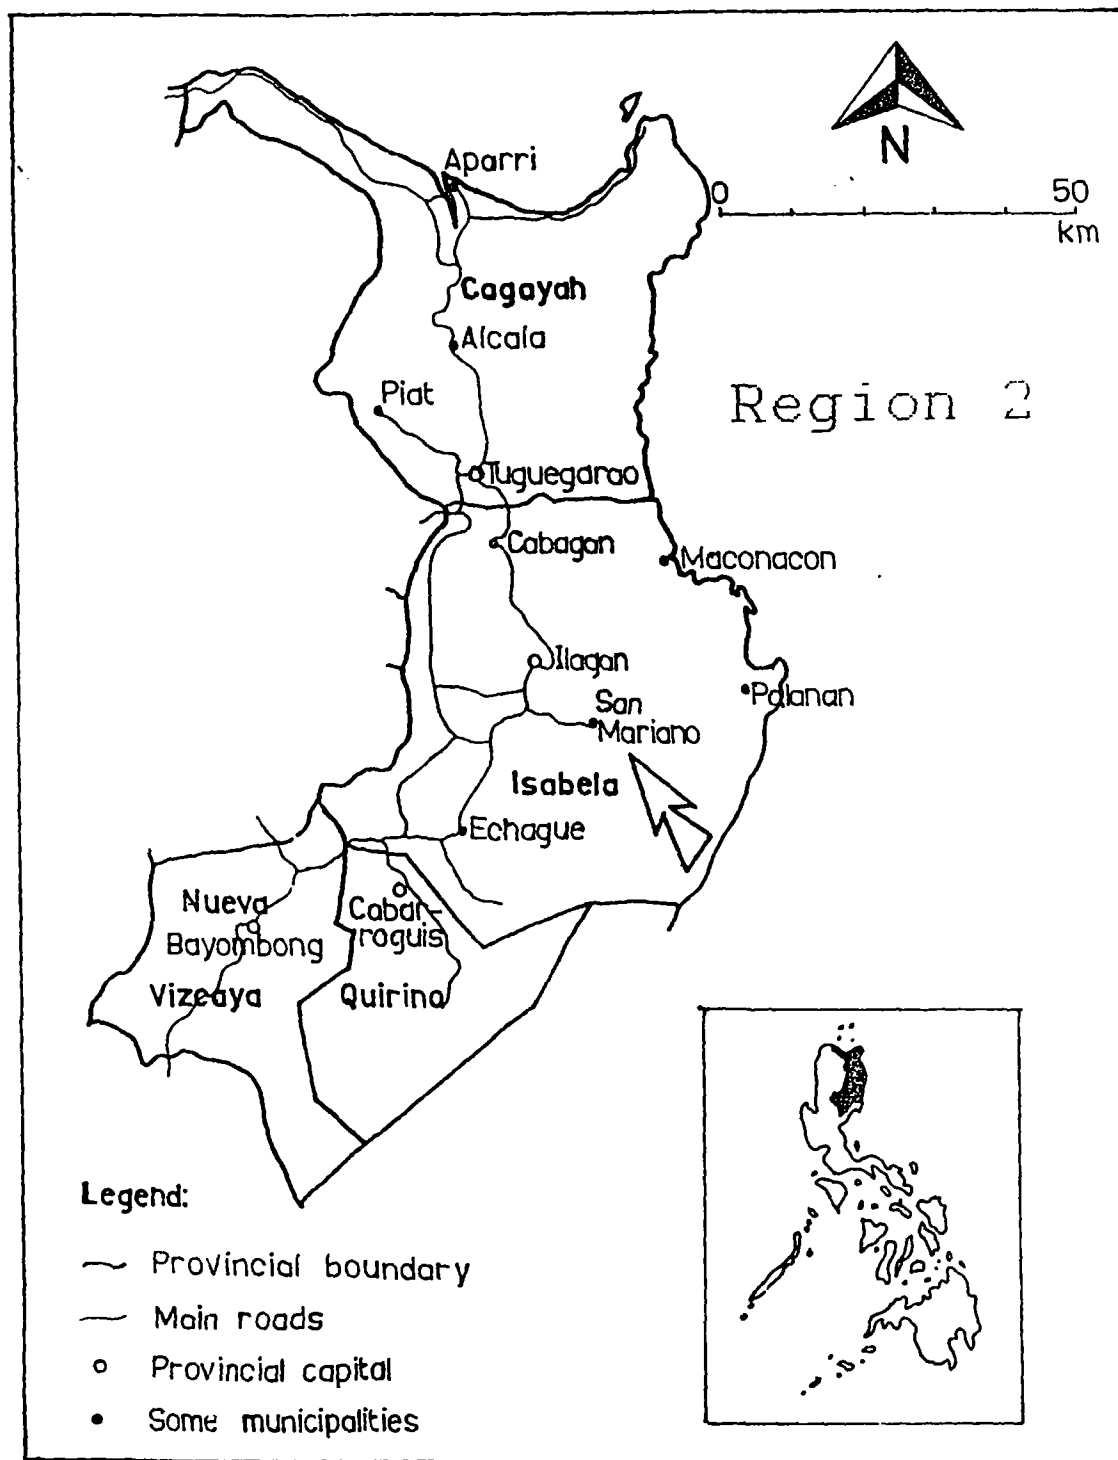 N
0 50
km
Aparri
Cagayah
Alcala
Piat
Region 2
Tuguegarao
Cabagan
Maconacon
Ilagan
Palanan
San
Mariano
Isabela
Echague
Nueva
Bayombong
Vizcaya
Cabar-
roguis
Quirino
Legend:
Provincial boundary
Main roads
Provincial capital
Some municipalities